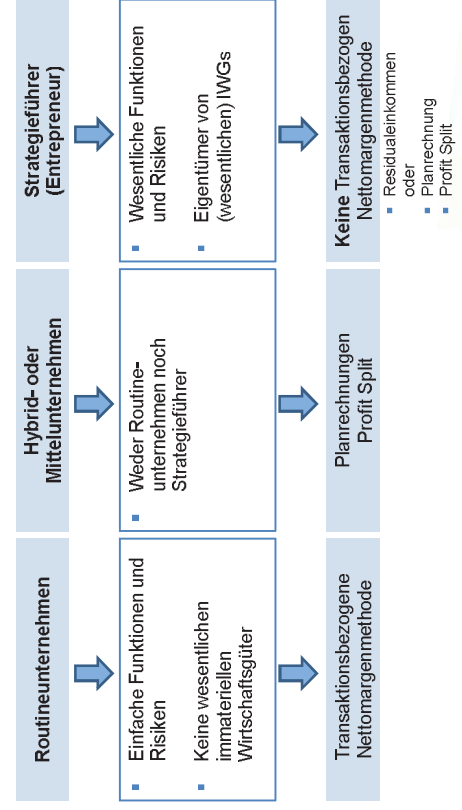 Routineunternehmen
▪ Einfache Funktionen und
Risiken
▪ Keine wesentlichen
immateriellen
Wirtschaftsgüter
Transaktionsbezogene
Nettomargenmethode
Hybrid- oder
Mittelunternehmen
▪ Weder Routine-
unternehmen noch
Strategieführer
Planrechnungen
Profit Split
Strategieführer
(Entrepreneur)
▪ Wesentliche Funktionen
und Risiken
▪ Eigentümer von
(wesentlichen) IWGs
Keine Transaktionsbezogen
Nettomargenmethode
▪ Residualeinkommen
oder
▪ Planrechnung
▪ Profit Split